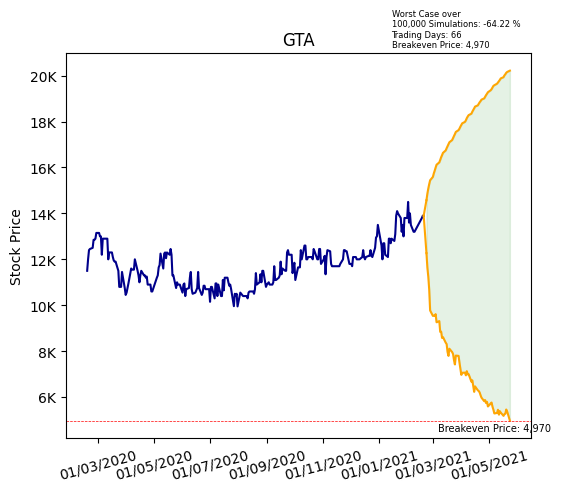 Worst Case over
100,000 Simulations: -64.22 %
Trading Days: 66
Breakeven Price: 4,970
GTA
Stock Price
20K
18K
16K
14K
12K
10K
8K
6K
Breakeven Price: 4,970
01/03/2020
01/05/2020
01/07/2020
01/09/2020
01/11/2020
01/01/2021
01/03/2021
01/05/2021